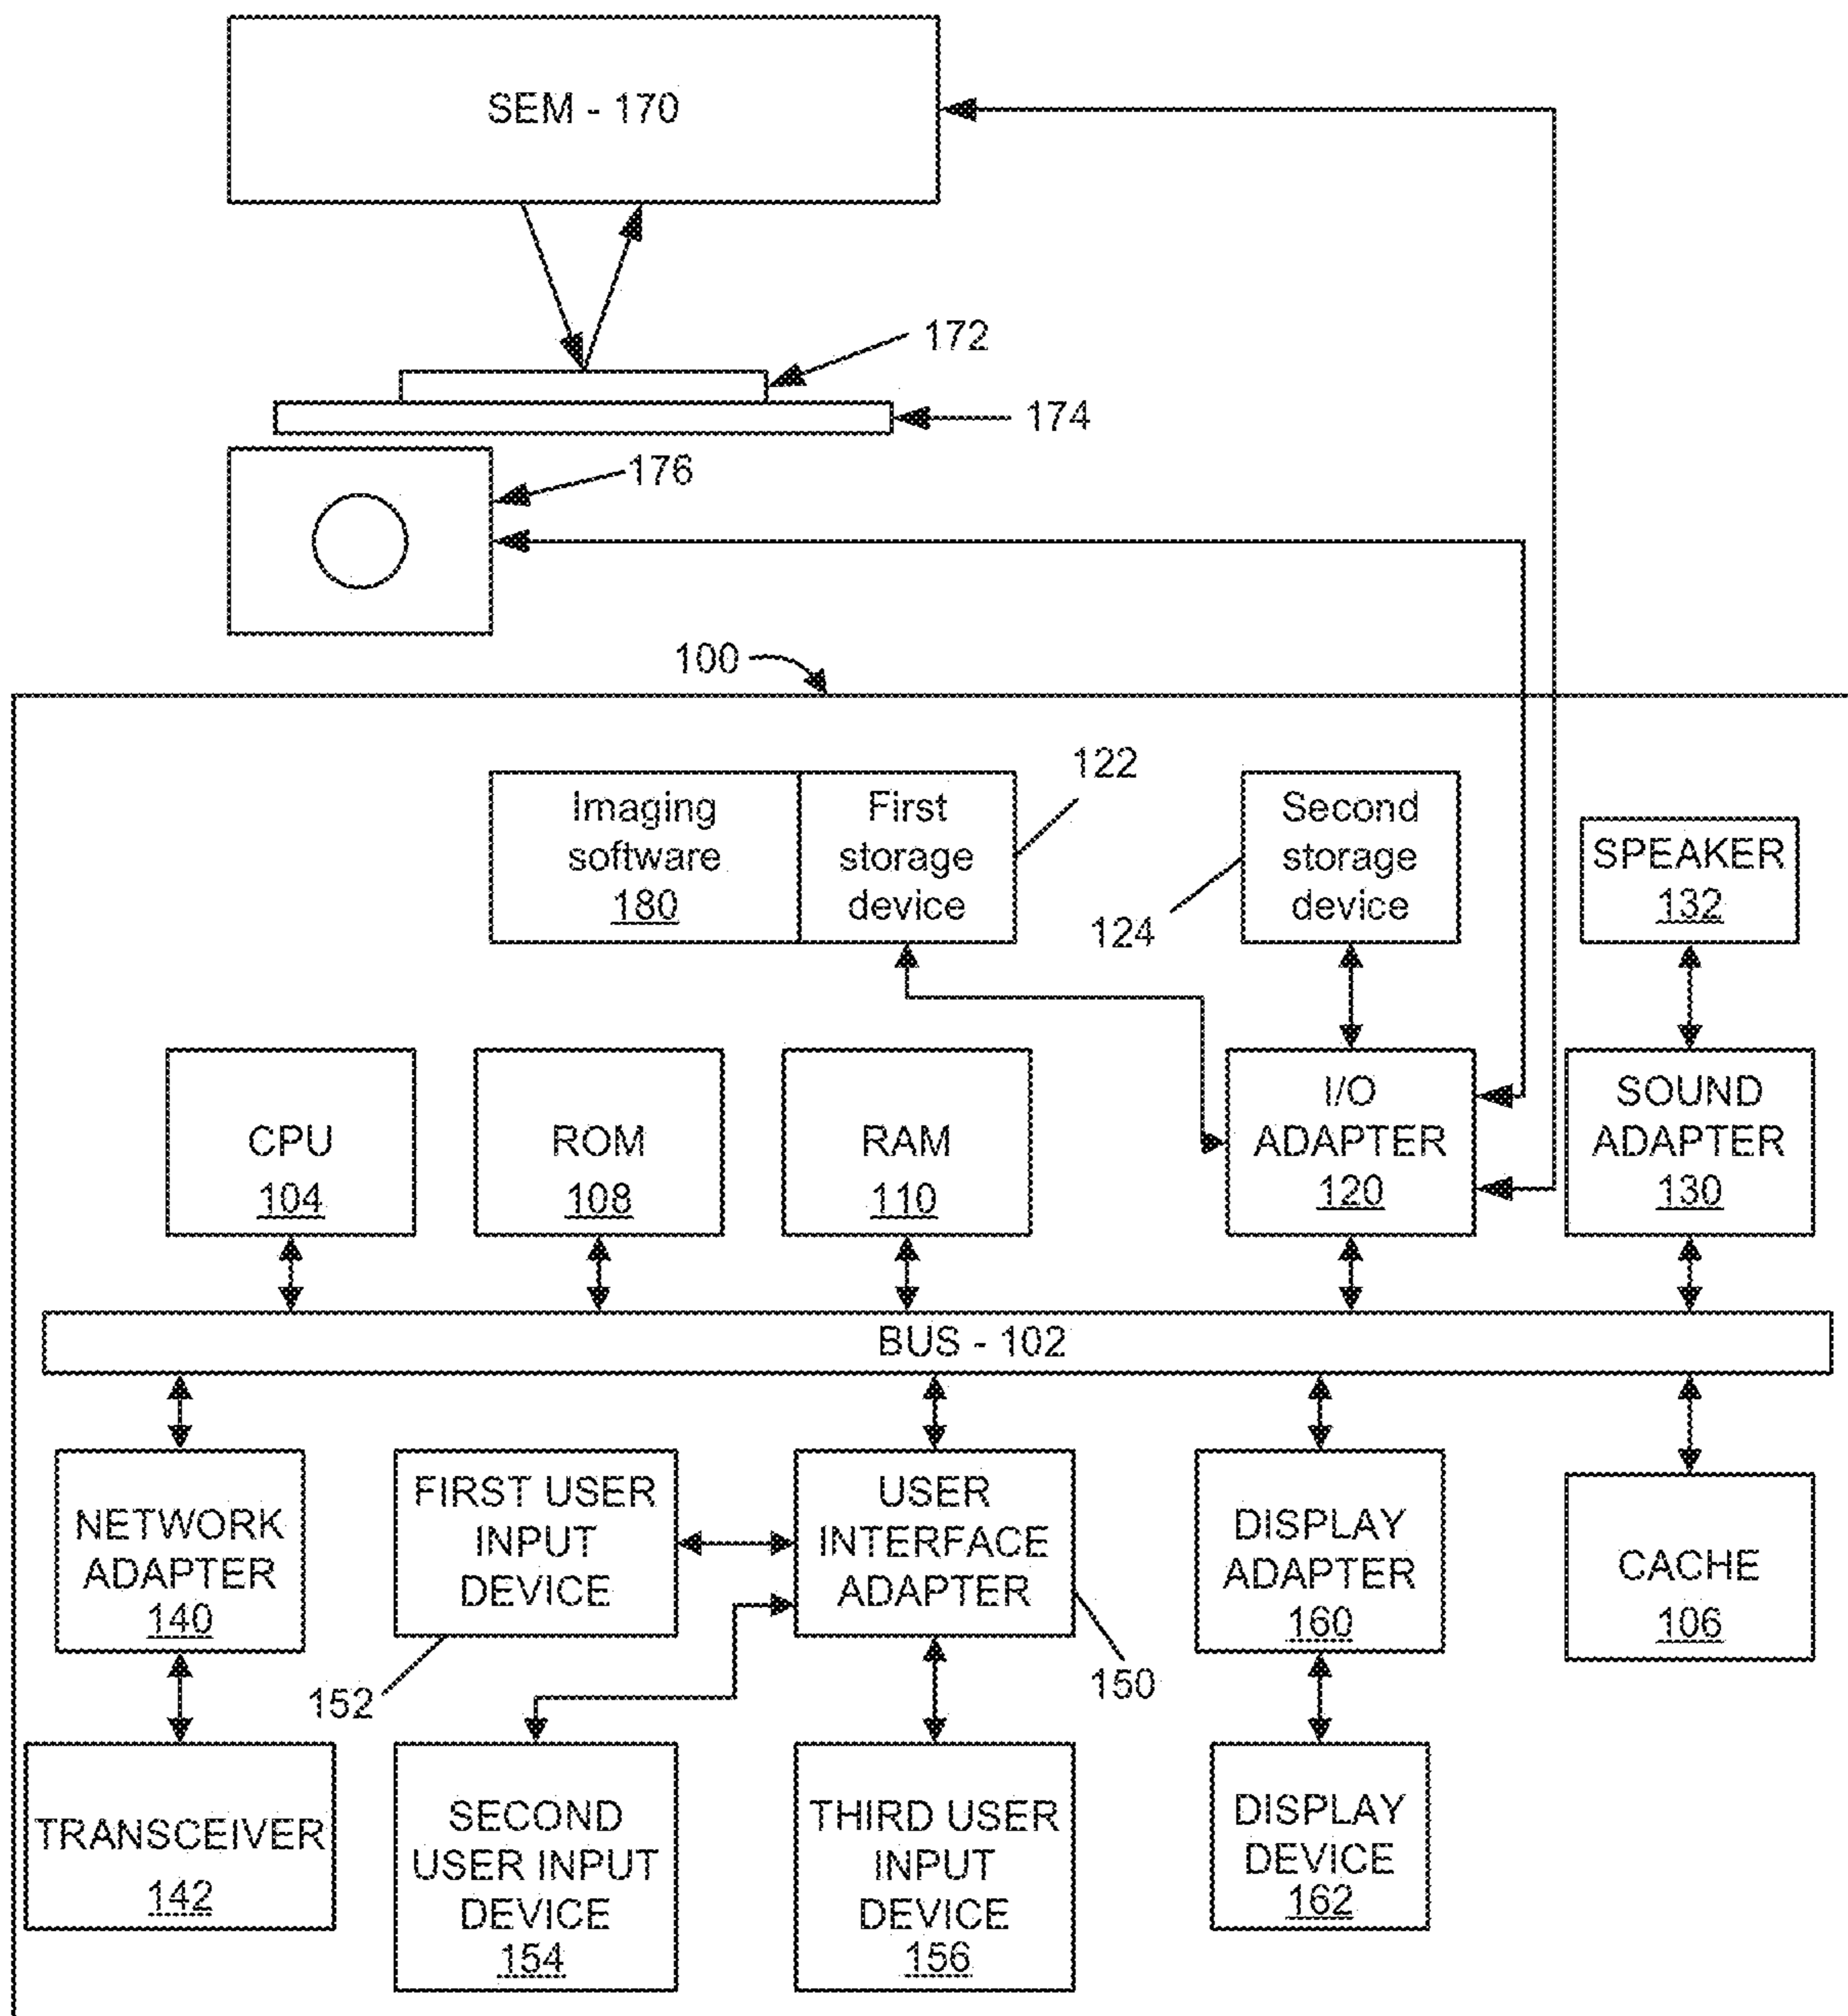 SEM - 170
172
174
176
100
Imaging
software
180
First
storage
device
122
Second
storage
device
124
SPEAKER
132
CPU
104
ROM
108
RAM
110
I/O
ADAPTER
120
SOUND
ADAPTER
130
BUS - 102
NETWORK
ADAPTER
140
FIRST USER
INPUT
DEVICE
152
USER
INTERFACE
ADAPTER
150
DISPLAY
ADAPTER
160
CACHE
106
TRANSCEIVER
142
SECOND
USER INPUT
DEVICE
154
THIRD USER
INPUT
DEVICE
156
DISPLAY
DEVICE
162